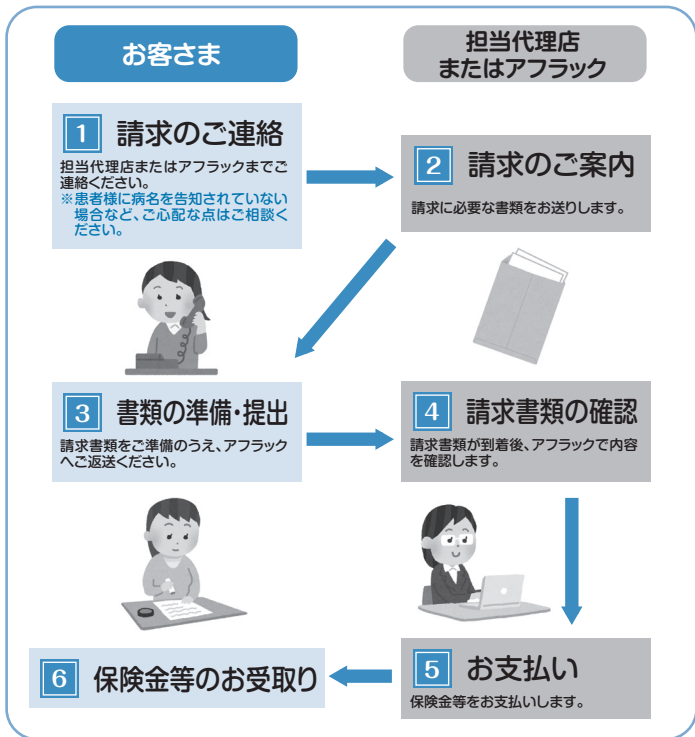 お客さま
担当代理店
またはアフラック
1 請求のご連絡
担当代理店またはアフラックまでご
連絡ください。
※患者様に病名を告知されていない
場合など、ご心配な点はご相談く
ださい。
2 請求のご案内
請求に必要な書類をお送りします。
3 書類の準備・提出
請求書類をご準備のうえ、アフラック
へご返送ください。
4 請求書類の確認
請求書類が到着後、アフラックで内容
を確認します。
5 お支払い
保険金等をお支払いします。
6 保険金等のお受取り